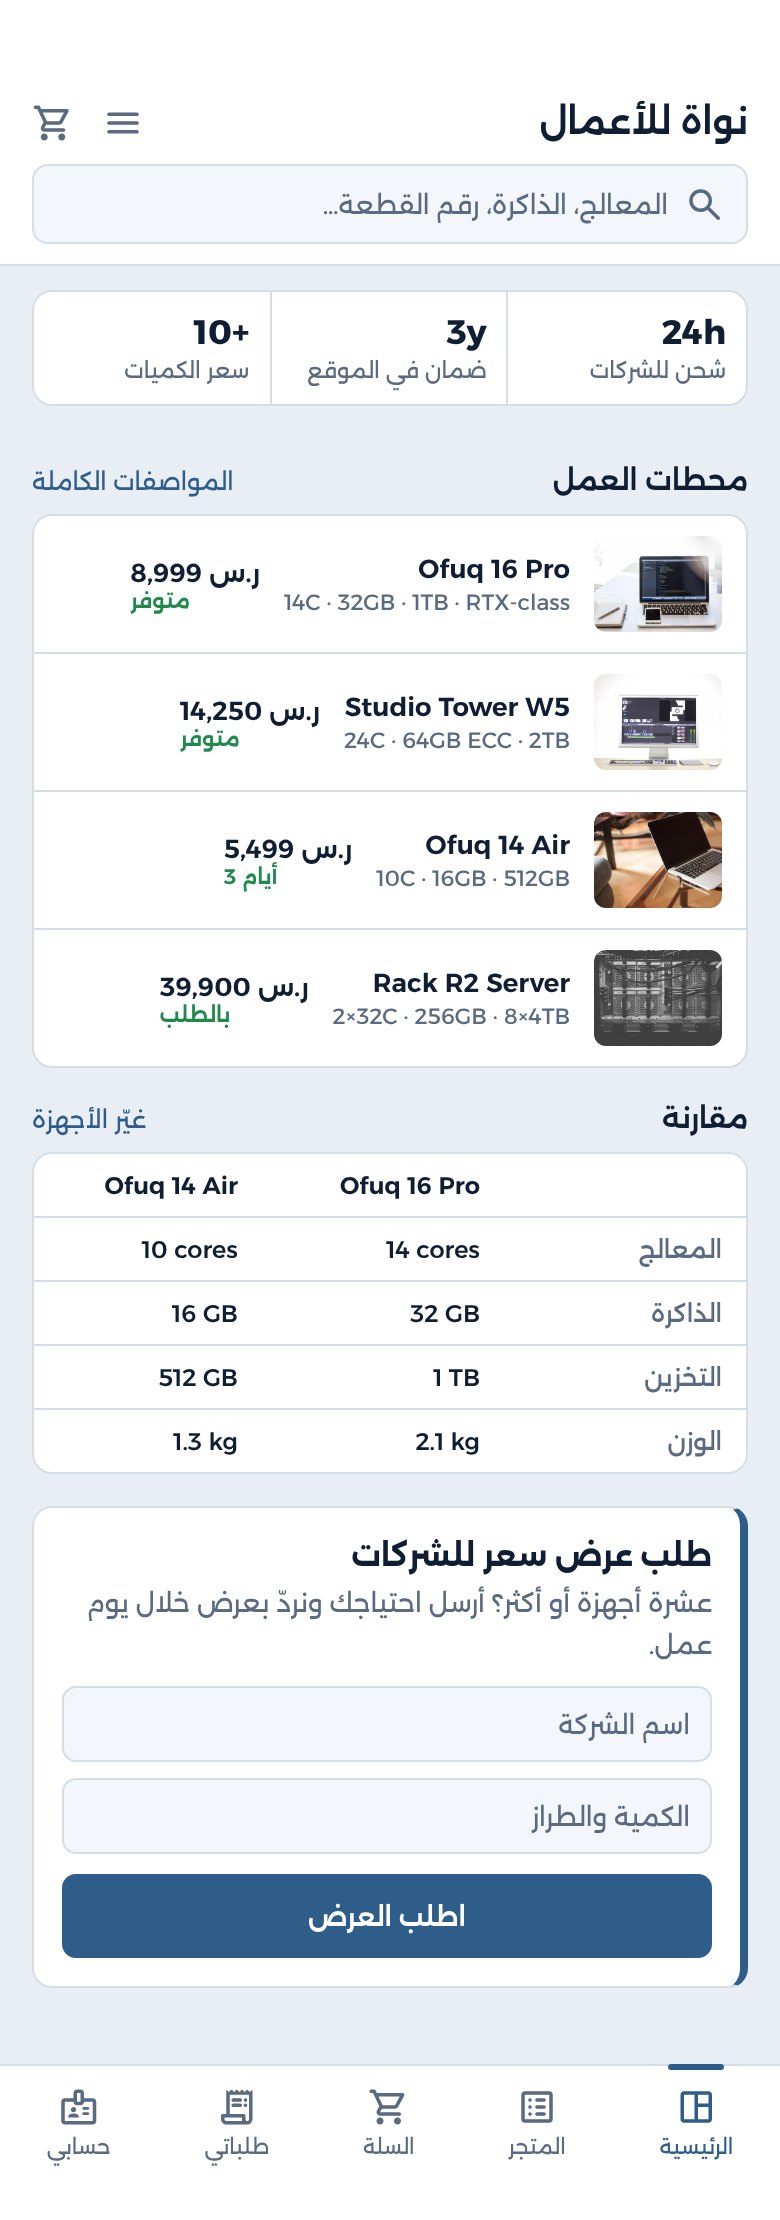 نواة للأعمال
المعالج، الذاكرة، رقم القطعة...
24h
شحن للشركات
3y
ضمان في الموقع
10+
سعر الكميات
محطات العمل
المواصفات الكاملة
Ofuq 16 Pro
14C · 32GB · 1TB · RTX-class
8,999 ر.س
متوفر
Studio Tower W5
24C · 64GB ECC · 2TB
14,250 ر.س
متوفر
Ofuq 14 Air
10C · 16GB · 512GB
5,499 ر.س
3 أيام
Rack R2 Server
2×32C · 256GB · 8×4TB
39,900 ر.س
بالطلب
مقارنة
غيّر الأجهزة
Ofuq 16 Pro Ofuq 14 Air
المعالج 14 cores 10 cores
الذاكرة 32 GB 16 GB
التخزين 1 TB 512 GB
الوزن 2.1 kg 1.3 kg
طلب عرض سعر للشركات
عشرة أجهزة أو أكثر؟ أرسل احتياجك ونردّ بعرض خلال يوم
عمل.
اسم الشركة
الكمية والطراز
اطلب العرض
الرئيسية
المتجر
السلة
طلباتي
حسابي